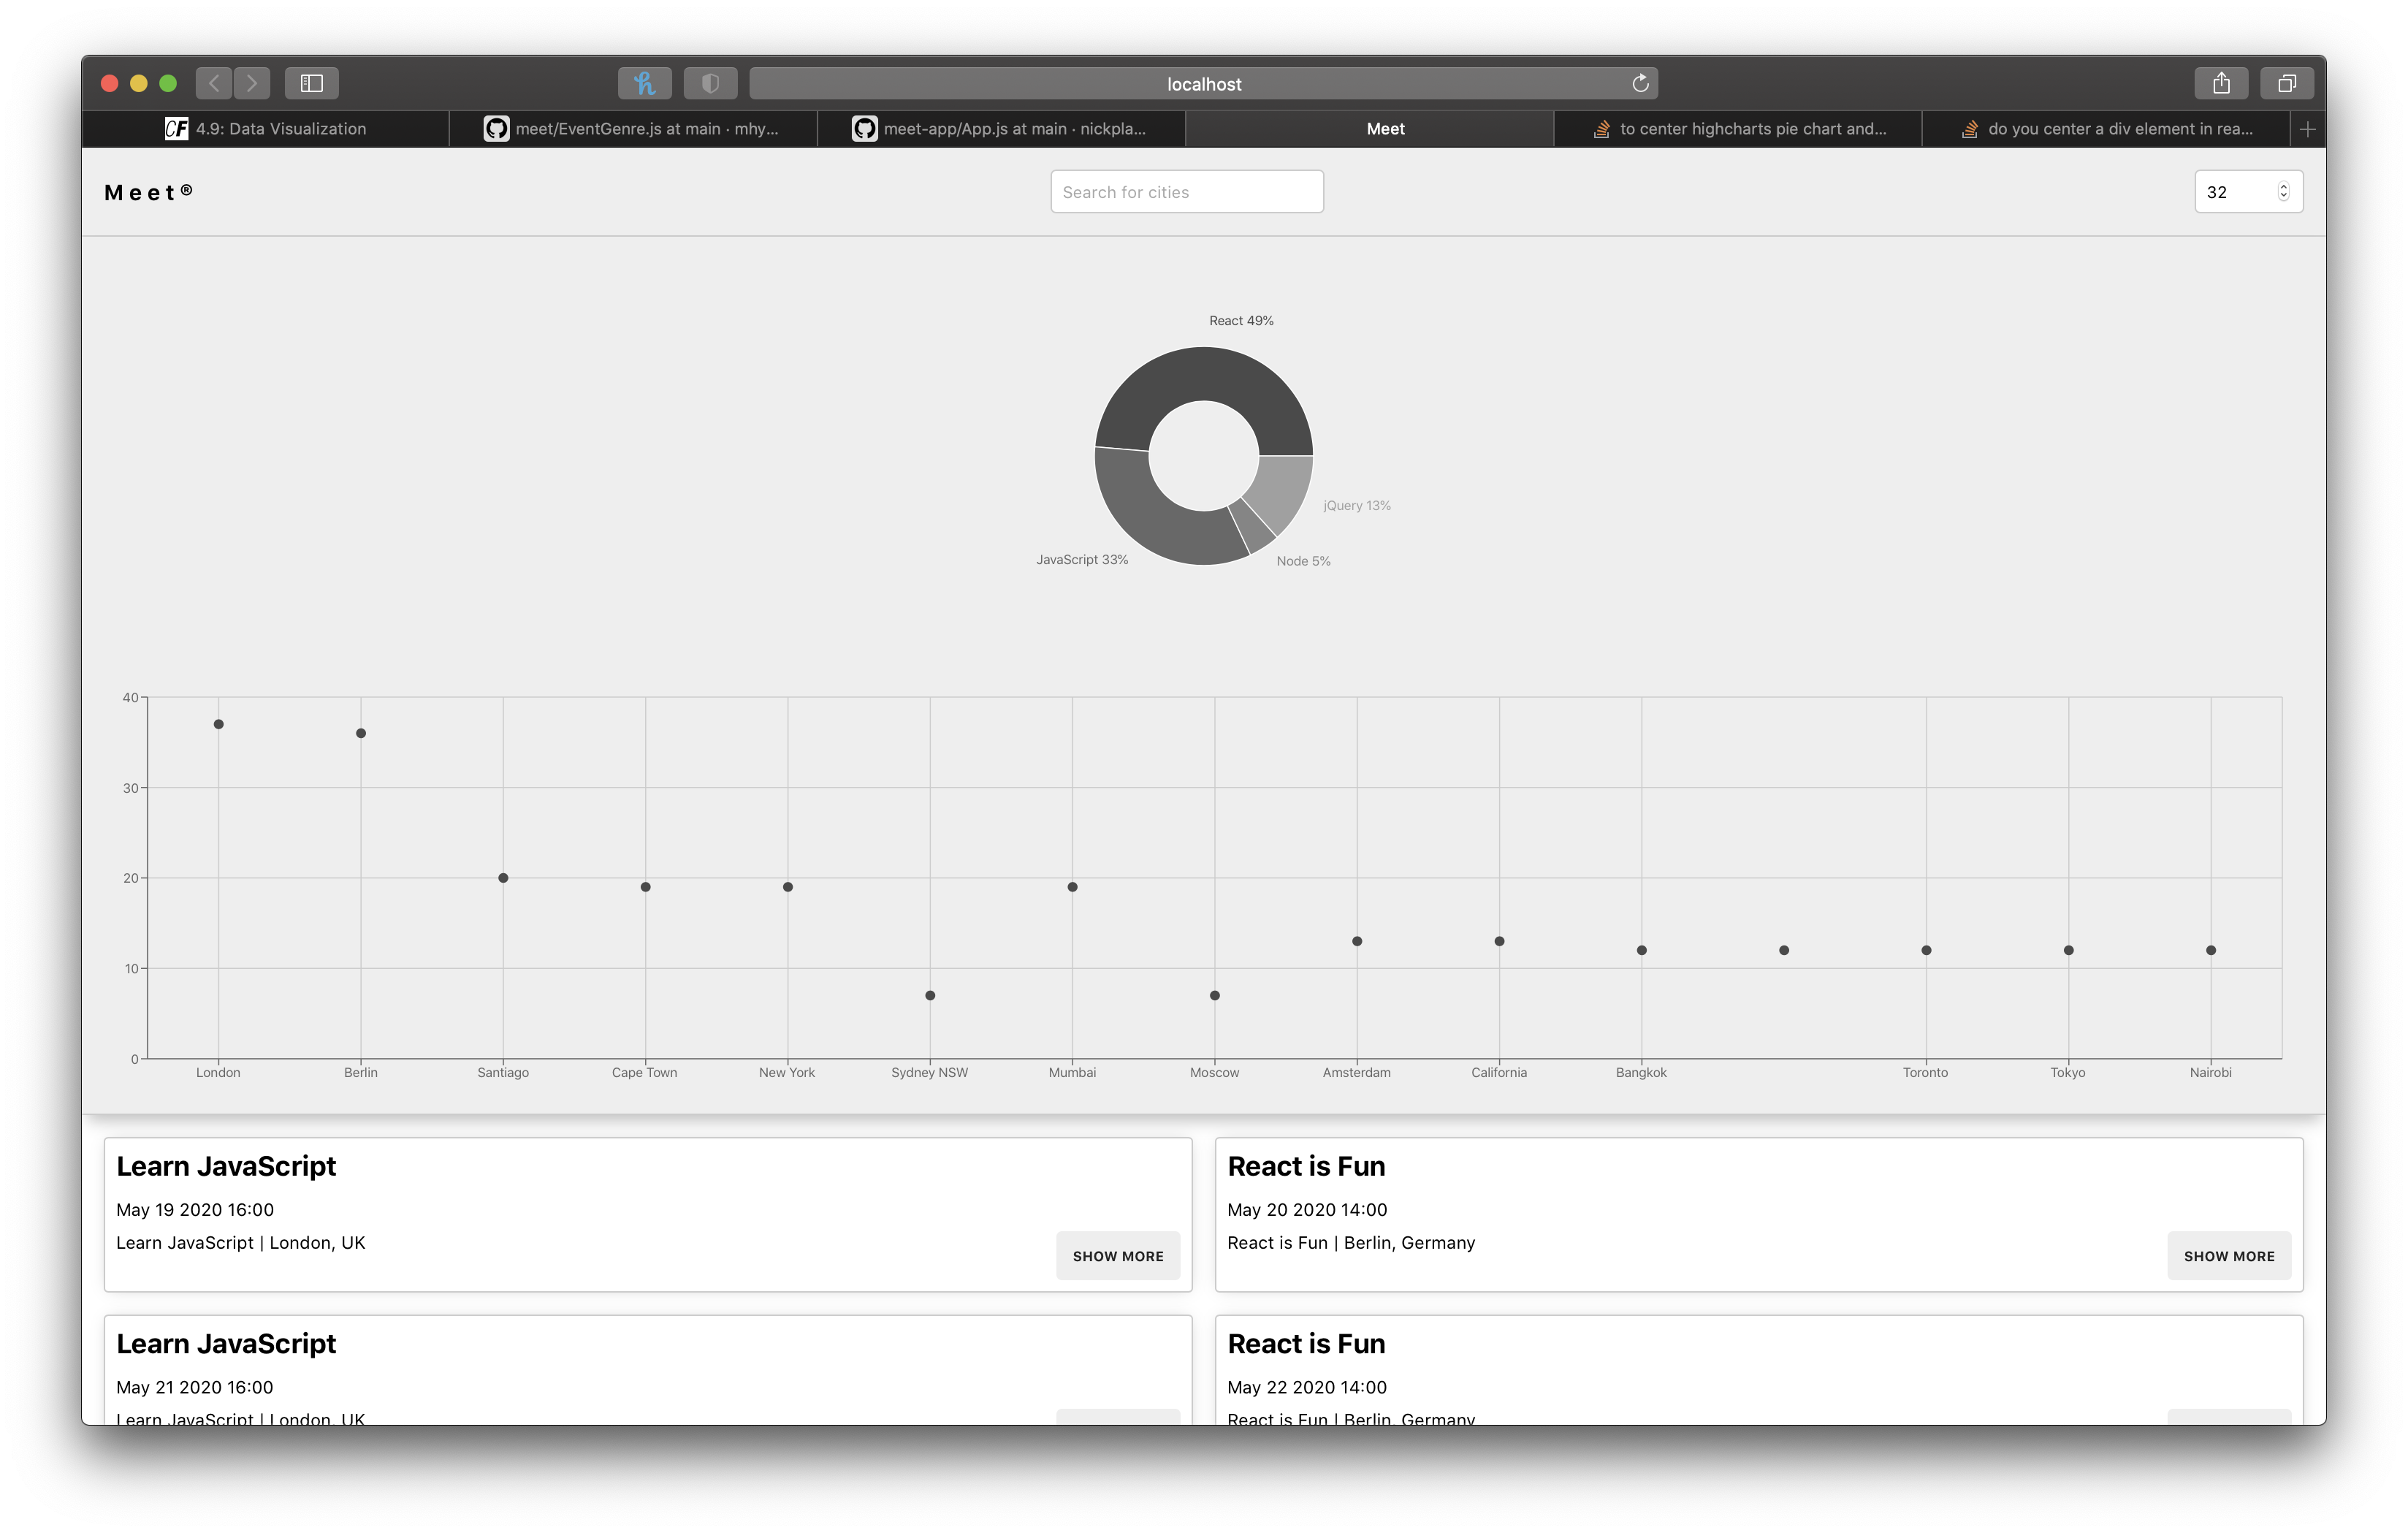 localhost
4.9: Data Visualization
meet/EventGenre.js at main · mhy...
meet-app/App.js at main · nickpla...
Meet
to center highcharts pie chart and...
do you center a div element in rea...
Meet®
Search for cities
32
React 49%
jQuery 13%
JavaScript 33%
Node 5%
40
30
20
10
0
London Berlin Santiago Cape Town New York Sydney NSW Mumbai Moscow Amsterdam California Bangkok Toronto Tokyo Nairobi
Learn JavaScript
May 19 2020 16:00
Learn JavaScript | London, UK
SHOW MORE
React is Fun
May 20 2020 14:00
React is Fun | Berlin, Germany
SHOW MORE
Learn JavaScript
May 21 2020 16:00
Learn JavaScript | London, UK
React is Fun
May 22 2020 14:00
React is Fun | Berlin, Germany